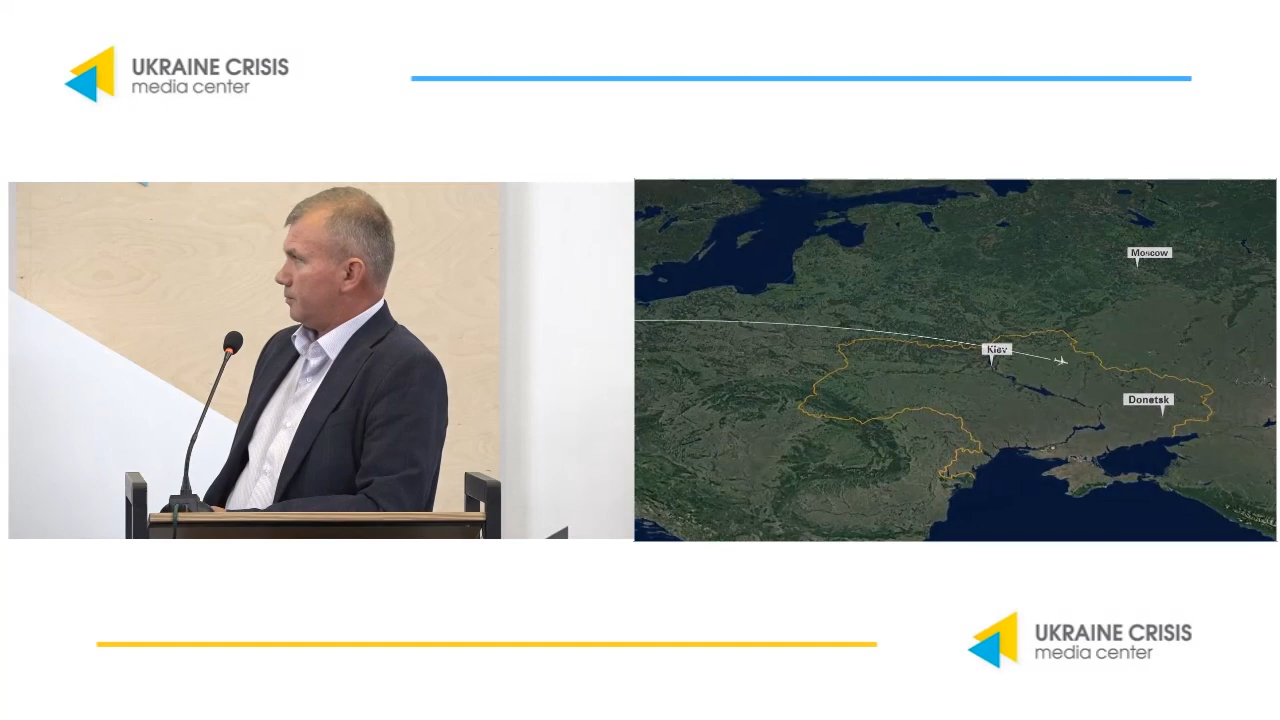 UKRAINE CRISIS
media center
Moscow
Kiev
Donetsk
UKRAINE CRISIS
media center